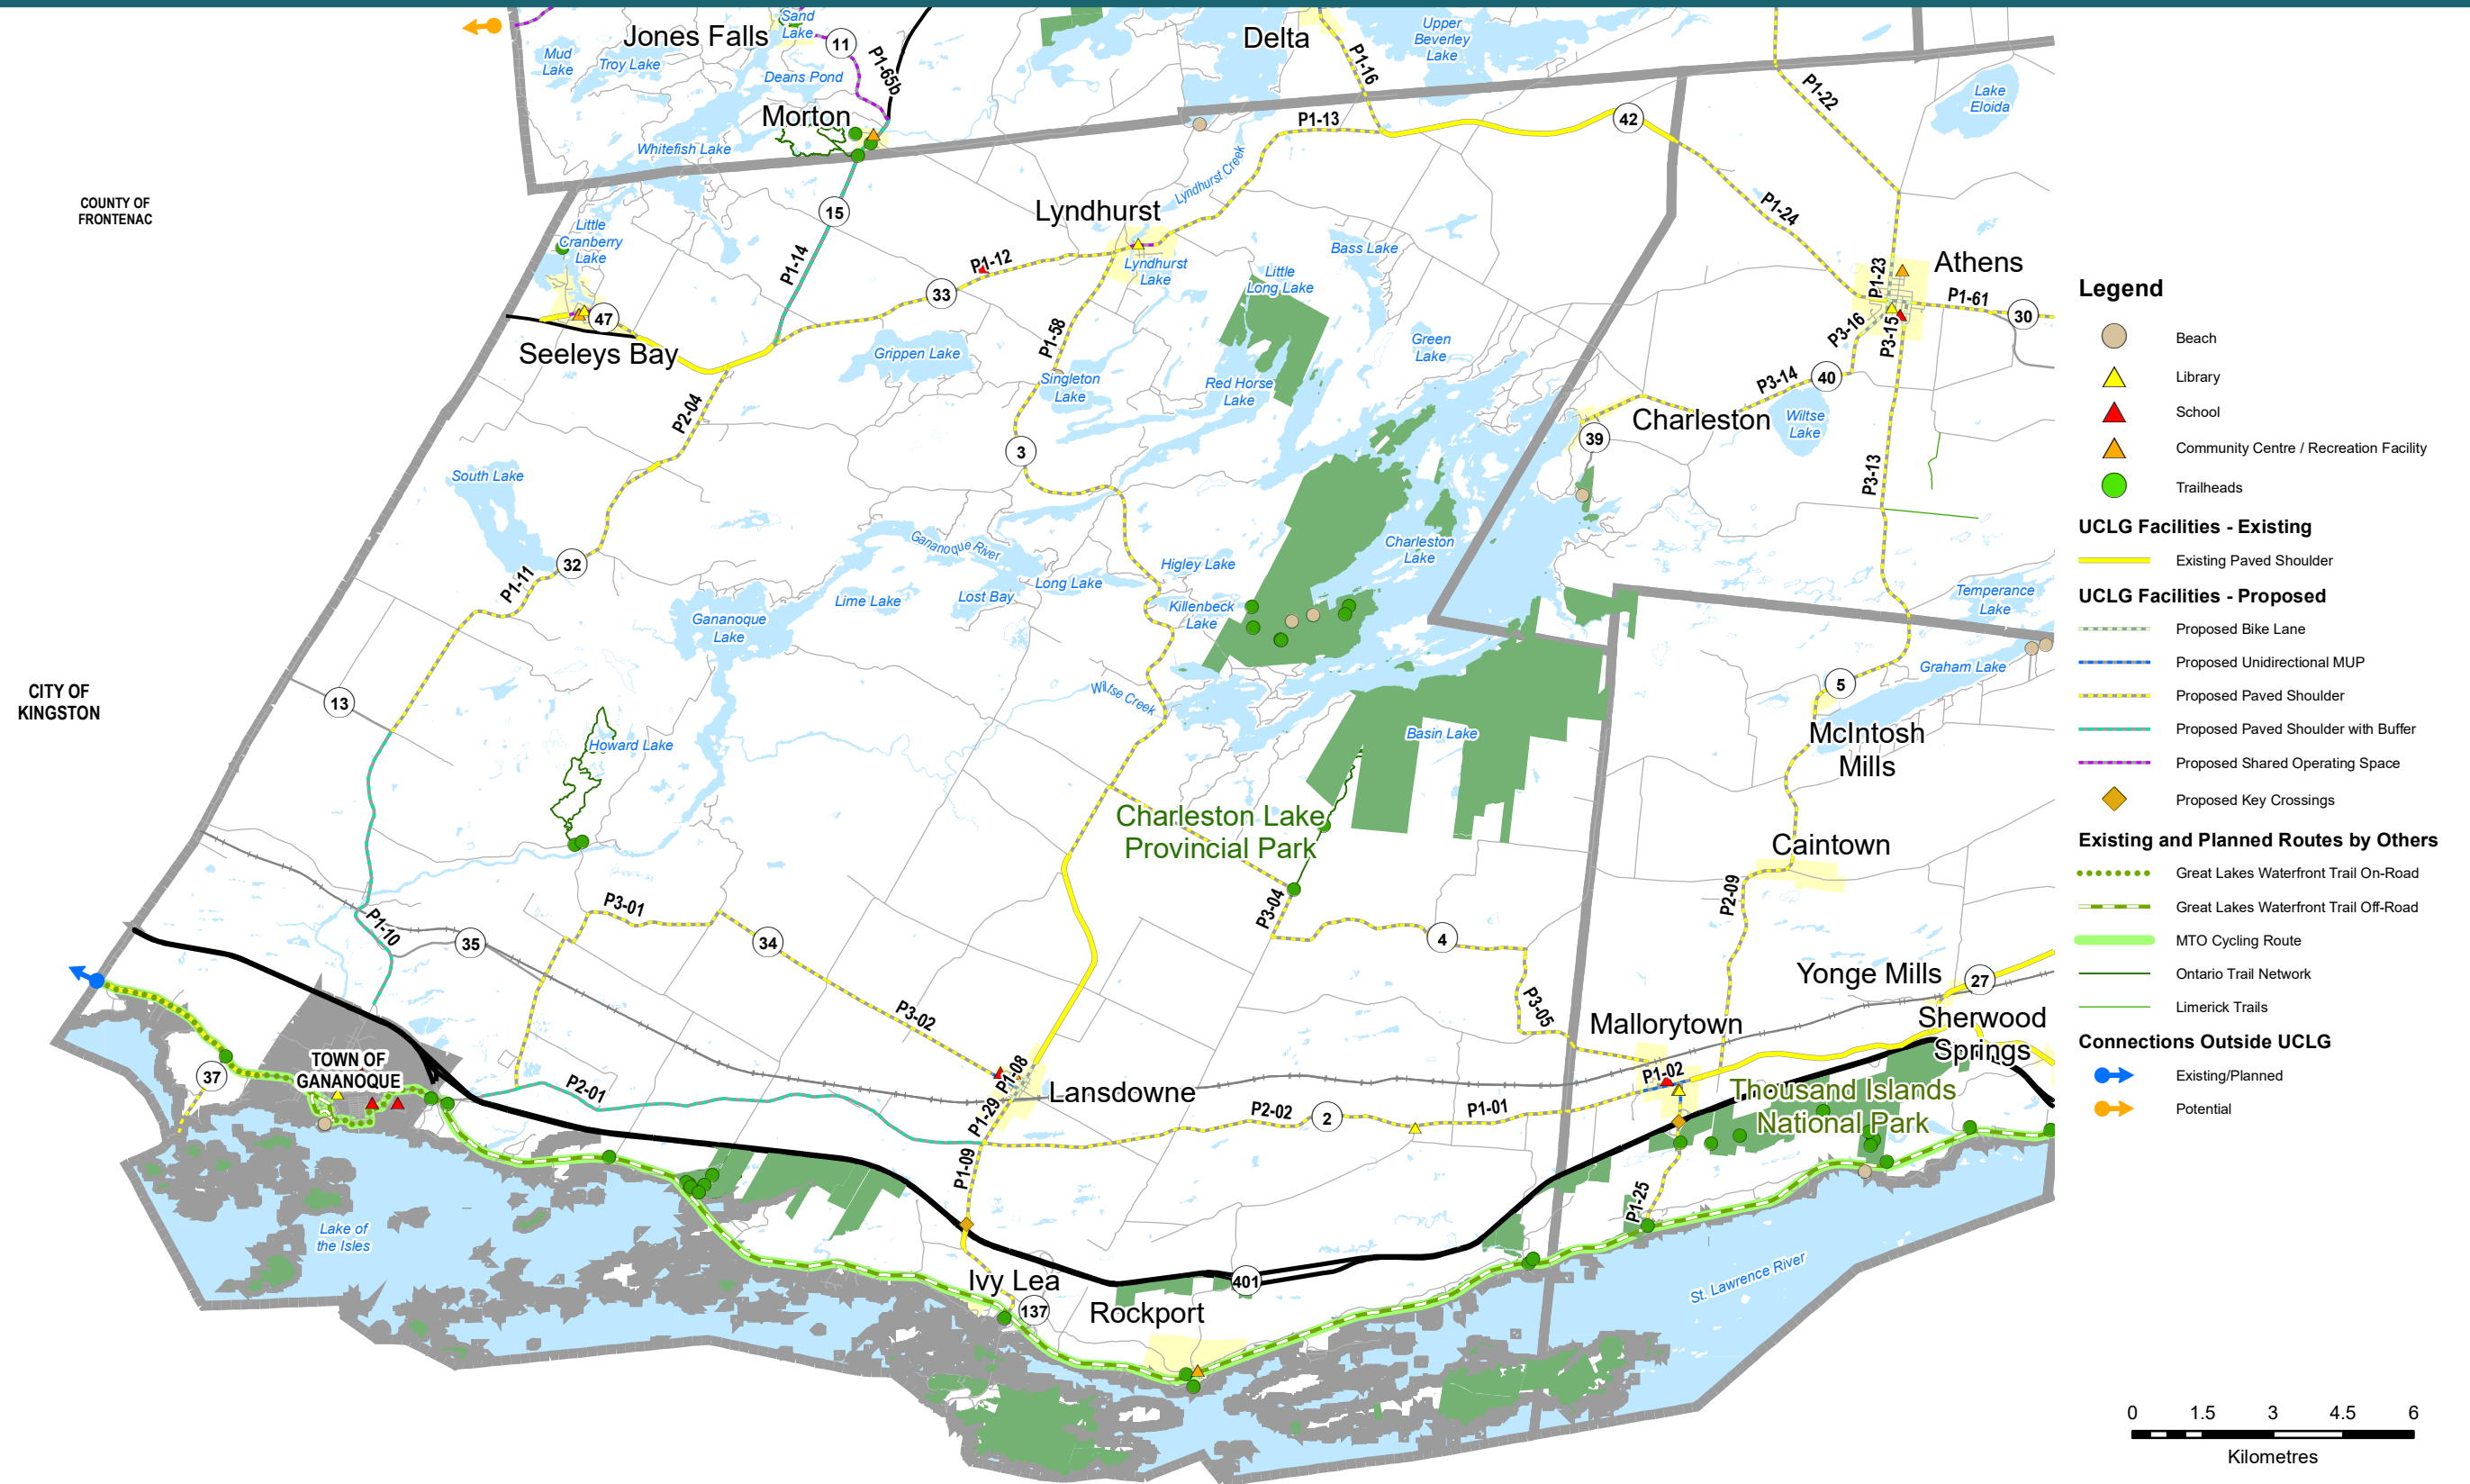 Jones Falls
Sand
Lake
11
P1-65b
Mud
Lake
Troy Lake
Deans Pond
Delta
P1-16
Upper
Beverley
Lake
P1-22
Lake
Eloida
Morton
Whitefish Lake
P1-13
42
COUNTY OF
FRONTENAC
Little
Cranberry
Lake
15
P1-14
Lyndhurst
Lyndhurst Creek
P1-24
P1-12
33
Lyndhurst
Lake
Bass Lake
Little
Long Lake
Athens
P1-23
P1-61
30
47
Seeleys Bay
Grippen Lake
P1-58
Green
Lake
P3-16
P3-15
Singleton
Lake
Red Horse
Lake
P3-14
40
P2-04
Charleston
Wiltse
Lake
39
3
South Lake
P3-13
32
P1-11
Gananoque River
Charleston
Lake
Higley Lake
Long Lake
Lost Bay
Lime Lake
Killenbeck
Lake
Gananoque
Lake
Temperance
Lake
Graham Lake
5
CITY OF
KINGSTON
13
Wiltse Creek
Howard Lake
Basin Lake
McIntosh
Mills
Charleston Lake
Provincial Park
Caintown
P3-04
P2-09
P3-01
P1-10
35
34
4
P3-02
P3-05
Yonge Mills
27
Mallorytown
Sherwood
Springs
TOWN OF
GANANOQUE
37
P2-01
P1-08
Lansdowne
P1-29
P2-02
2
P1-01
P1-02
Thousand Islands
National Park
P1-09
P1-25
Lake of
the Isles
Ivy Lea
137
Rockport
401
St. Lawrence River
Legend
Beach
Library
School
Community Centre / Recreation Facility
Trailheads
UCLG Facilities - Existing
Existing Paved Shoulder
UCLG Facilities - Proposed
Proposed Bike Lane
Proposed Unidirectional MUP
Proposed Paved Shoulder
Proposed Paved Shoulder with Buffer
Proposed Shared Operating Space
Proposed Key Crossings
Existing and Planned Routes by Others
Great Lakes Waterfront Trail On-Road
Great Lakes Waterfront Trail Off-Road
MTO Cycling Route
Ontario Trail Network
Limerick Trails
Connections Outside UCLG
Existing/Planned
Potential
0 1.5 3 4.5 6
Kilometres